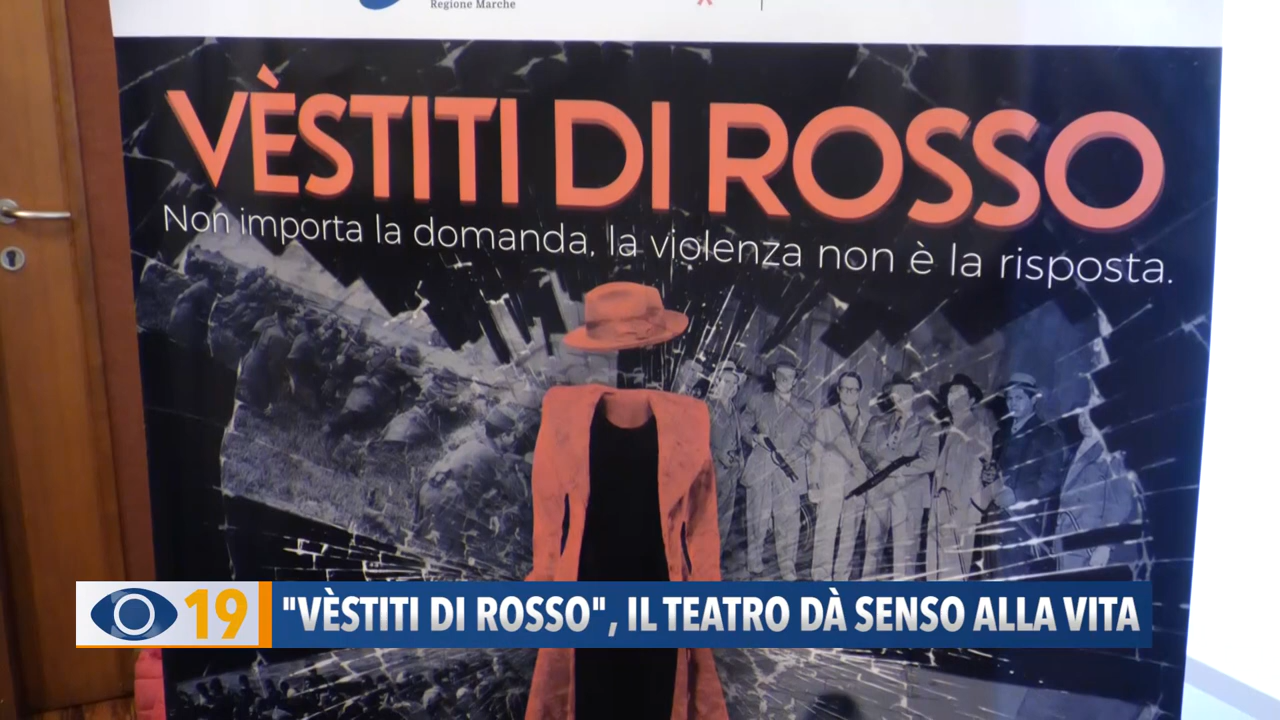 Regione Marche
VÈSTITI DI ROSSO
Non importa la domanda, la violenza non è la risposta.
19
"VÈSTITI DI ROSSO", IL TEATRO DÀ SENSO ALLA VITA